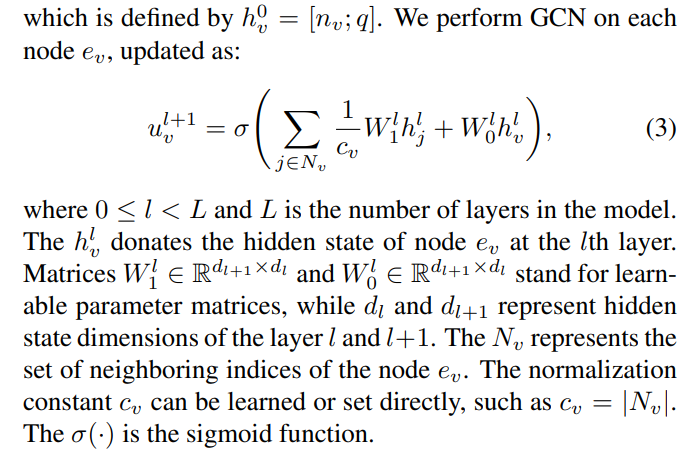 which is defined by $h_v^0 = [n_v; q]$. We perform GCN on each
node $e_v$, updated as:
$u_v^{l+1} = \sigma\left(\sum_{j \in N_v} \frac{1}{c_v} W_1^l h_j^l + W_0^l h_v^l\right),$ (3)
where $0 \leq l < L$ and $L$ is the number of layers in the model.
The $h_v^l$ donates the hidden state of node $e_v$ at the $l$th layer.
Matrices $W_1^l \in \mathbb{R}^{d_{l+1} \times d_l}$ and $W_0^l \in \mathbb{R}^{d_{l+1} \times d_l}$ stand for learn-
able parameter matrices, while $d_l$ and $d_{l+1}$ represent hidden
state dimensions of the layer $l$ and $l+1$. The $N_v$ represents the
set of neighboring indices of the node $e_v$. The normalization
constant $c_v$ can be learned or set directly, such as $c_v = |N_v|$.
The $\sigma(\cdot)$ is the sigmoid function.